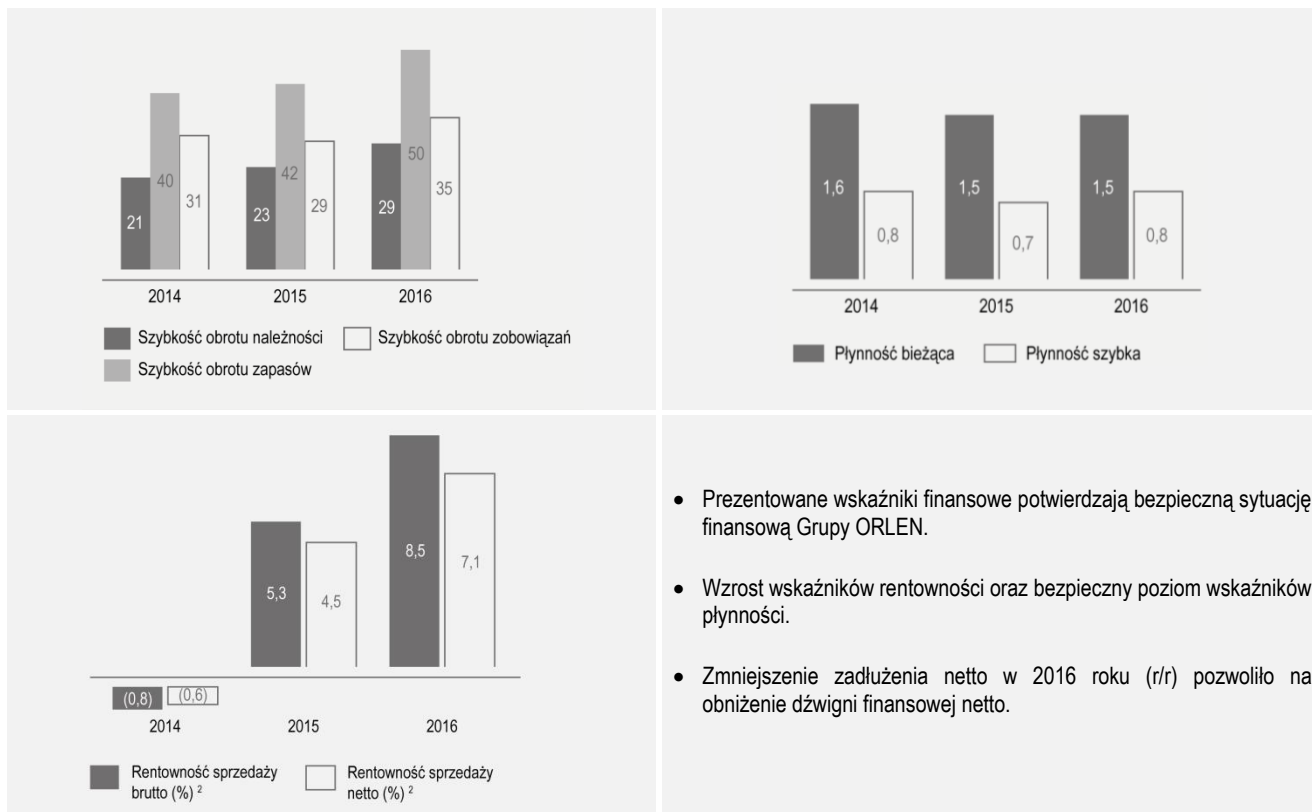 21
40
31
23
42
29
29
50
35
2014
2015
2016
Szybkość obrotu należności
Szybkość obrotu zobowiązań
Szybkość obrotu zapasów
1,6
0,8
1,5
0,7
1,5
0,8
2014
2015
2016
Płynność bieżąca
Płynność szybka
(0,8)
(0,6)
5,3
4,5
8,5
7,1
2014
2015
2016
Rentowność sprzedaży
brutto (%) ²
Rentowność sprzedaży
netto (%) ²
• Prezentowane wskaźniki finansowe potwierdzają bezpieczną sytuację
finansową Grupy ORLEN.
• Wzrost wskaźników rentowności oraz bezpieczny poziom wskaźników
płynności.
• Zmniejszenie zadłużenia netto w 2016 roku (r/r) pozwoliło na
obniżenie dźwigni finansowej netto.